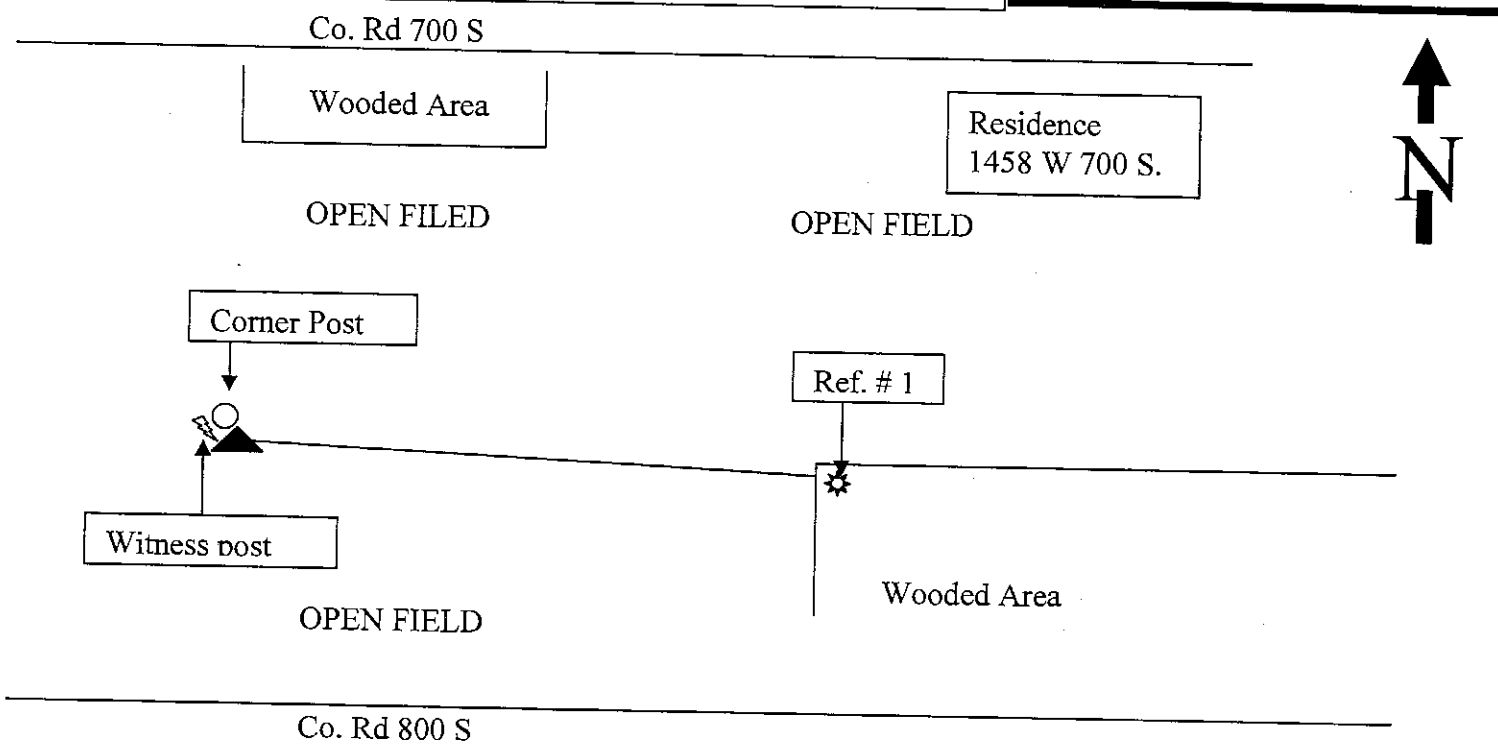 Co. Rd 700 S
Wooded Area
Residence
1458 W 700 S.
N
OPEN FILED
OPEN FIELD
Corner Post
Ref. # 1
Witness post
Wooded Area
OPEN FIELD
Co. Rd 800 S